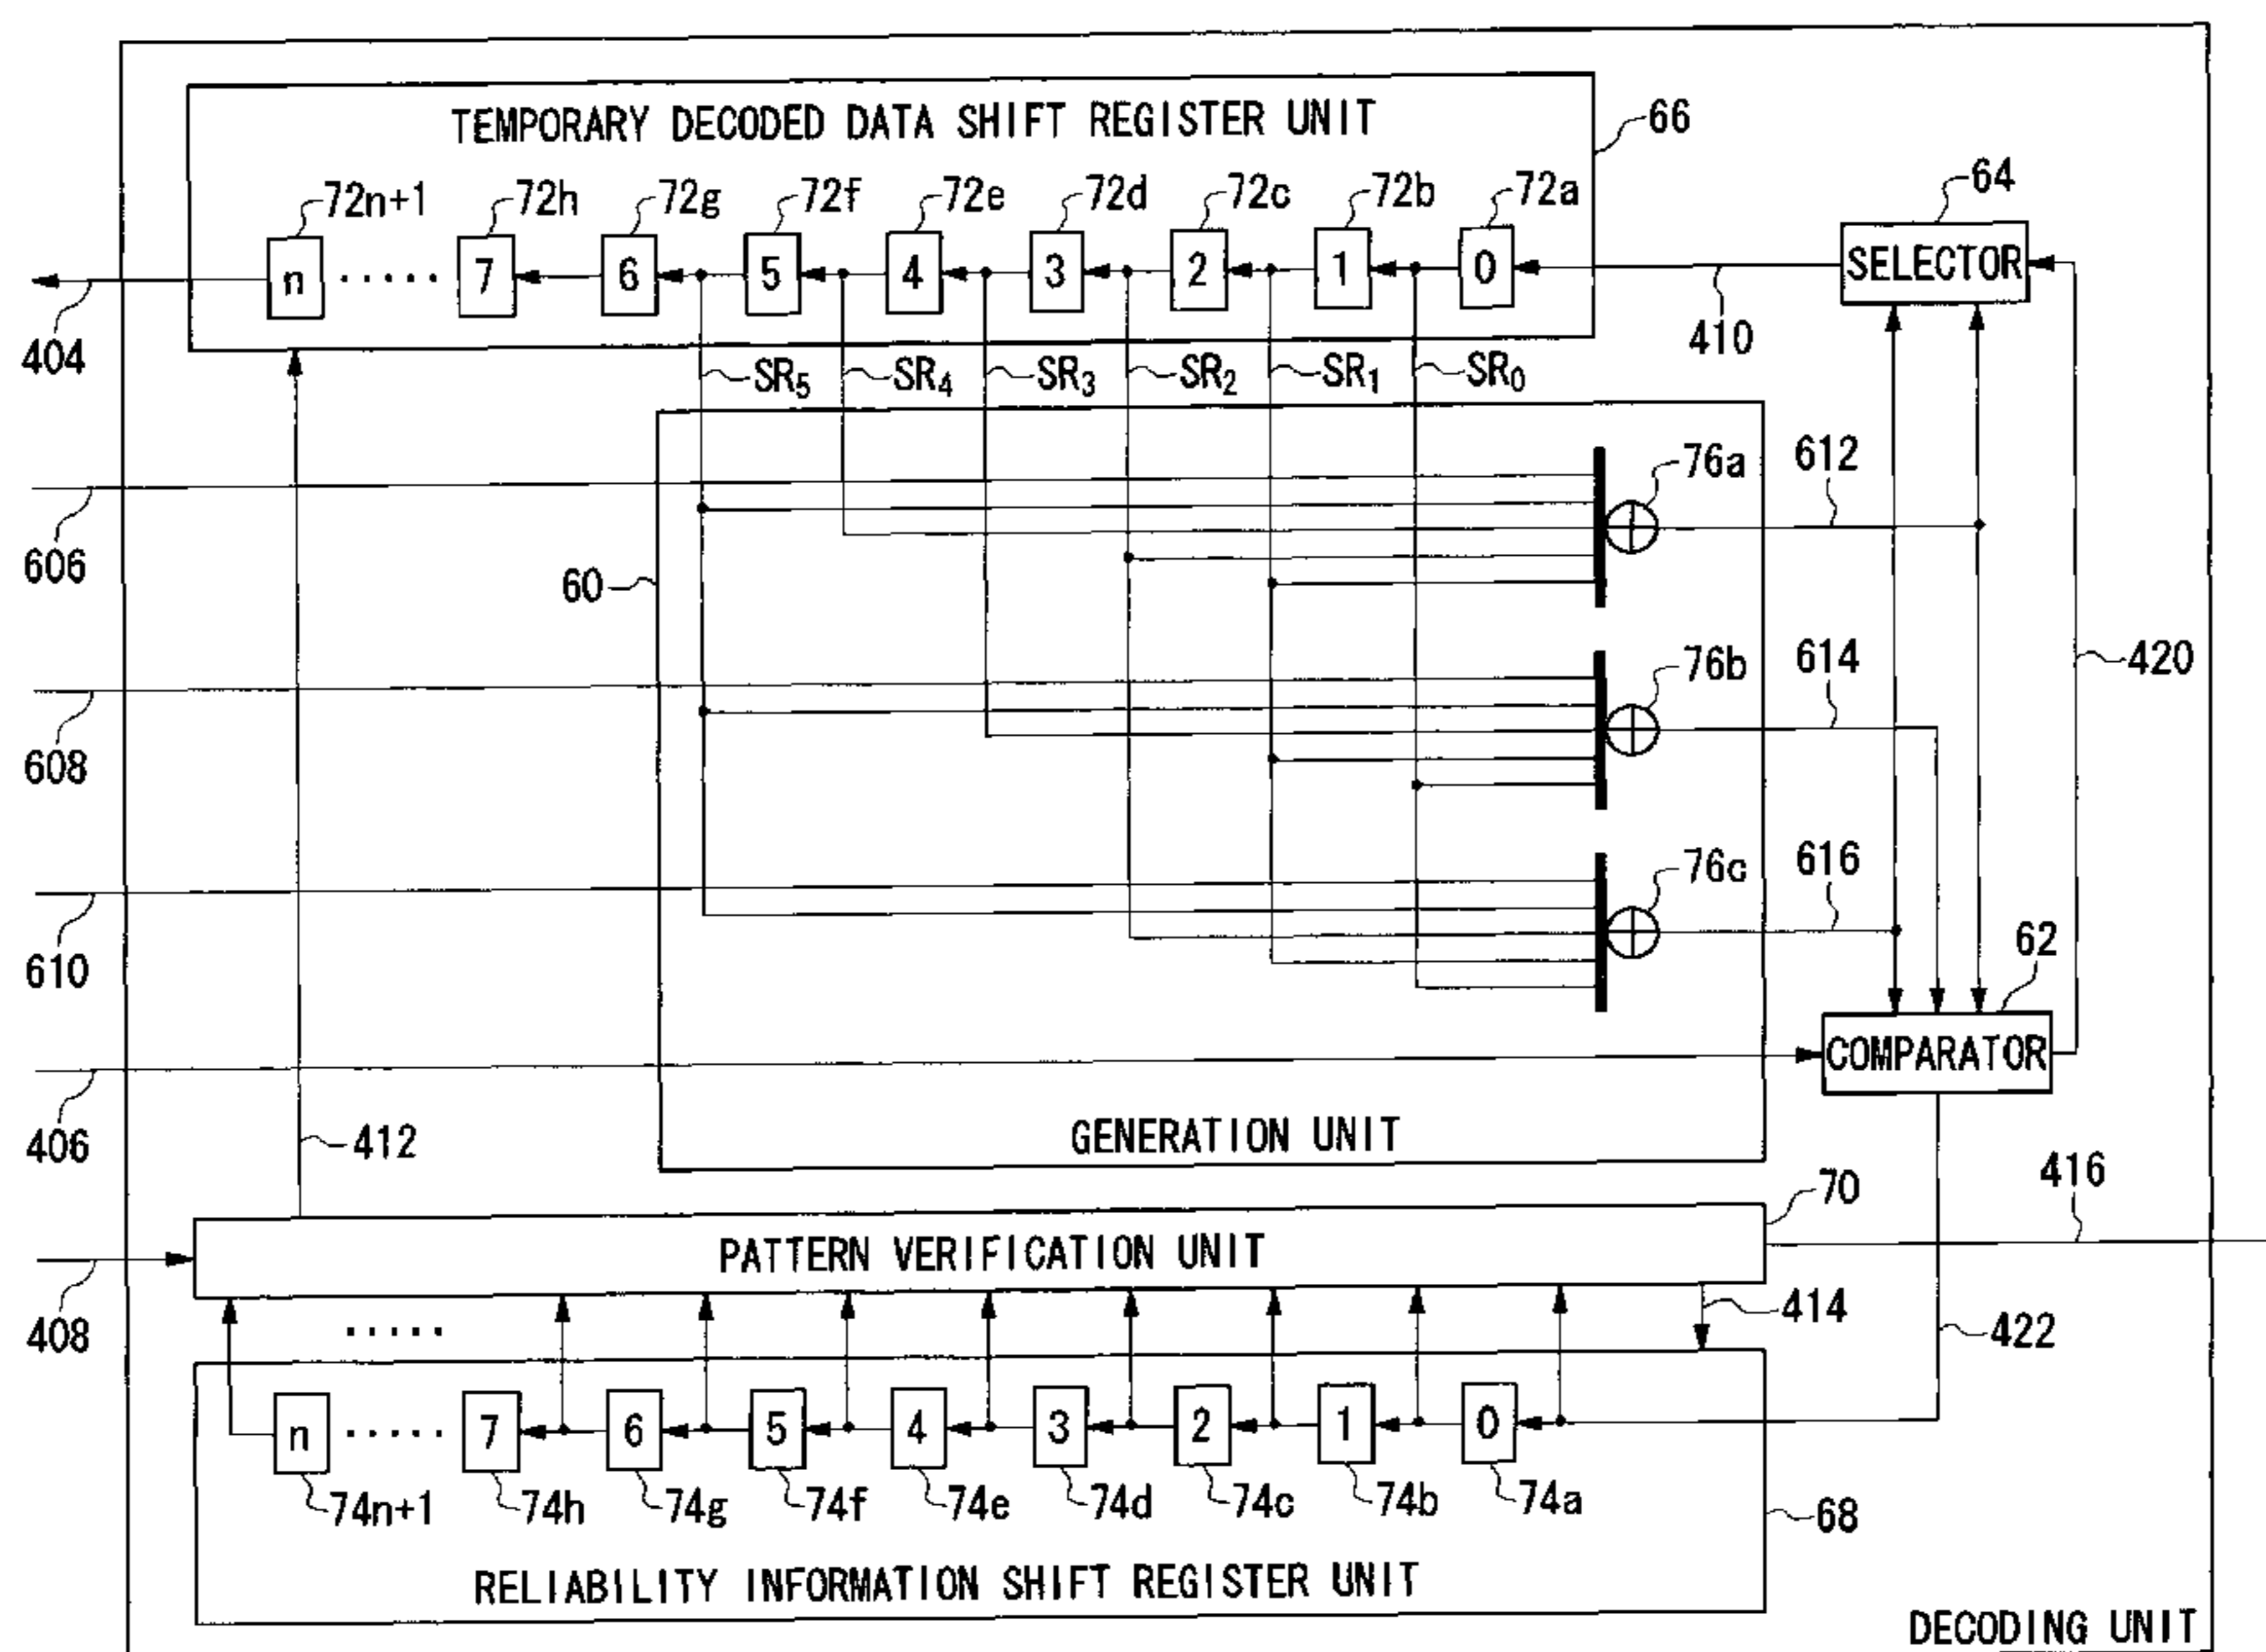 TEMPORARY DECODED DATA SHIFT REGISTER UNIT
66
72n+1 72h 72g 72f 72e 72d 72c 72b 72a
64
n ..... 7 6 5 4 3 2 1 0
SELECTOR
404
410
SR5 SR4 SR3 SR2 SR1 SR0
606
60
76a
612
608
76b
614
420
610
76c
616
62
COMPARATOR
406
412
GENERATION UNIT
70
416
PATTERN VERIFICATION UNIT
408
.....
414
422
n ..... 7 6 5 4 3 2 1 0
74n+1 74h 74g 74f 74e 74d 74c 74b 74a
68
RELIABILITY INFORMATION SHIFT REGISTER UNIT
DECODING UNIT